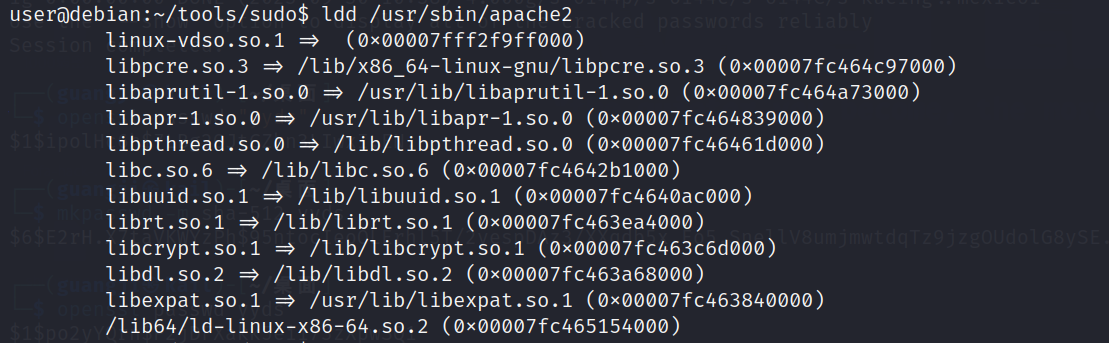 user@debian:~/tools/sudo$ ldd /usr/sbin/apache2
linux-vdso.so.1 => (0×00007fff2f9ff000)
libpcre.so.3 => /lib/x86_64-linux-gnu/libpcre.so.3 (0×00007fc464c97000)
libaprutil-1.so.0 => /usr/lib/libaprutil-1.so.0 (0×00007fc464a73000)
libapr-1.so.0 => /usr/lib/libapr-1.so.0 (0×00007fc464839000)
libpthread.so.0 => /lib/libpthread.so.0 (0×00007fc46461d000)
libc.so.6 => /lib/libc.so.6 (0×00007fc4642b1000)
libuuid.so.1 => /lib/libuuid.so.1 (0×00007fc4640ac000)
librt.so.1 => /lib/librt.so.1 (0×00007fc463ea4000)
libcrypt.so.1 => /lib/libcrypt.so.1 (0×00007fc463c6d000)
libdl.so.2 => /lib/libdl.so.2 (0×00007fc463a68000)
libexpat.so.1 => /usr/lib/libexpat.so.1 (0×00007fc463840000)
/lib64/ld-linux-x86-64.so.2 (0×00007fc465154000)